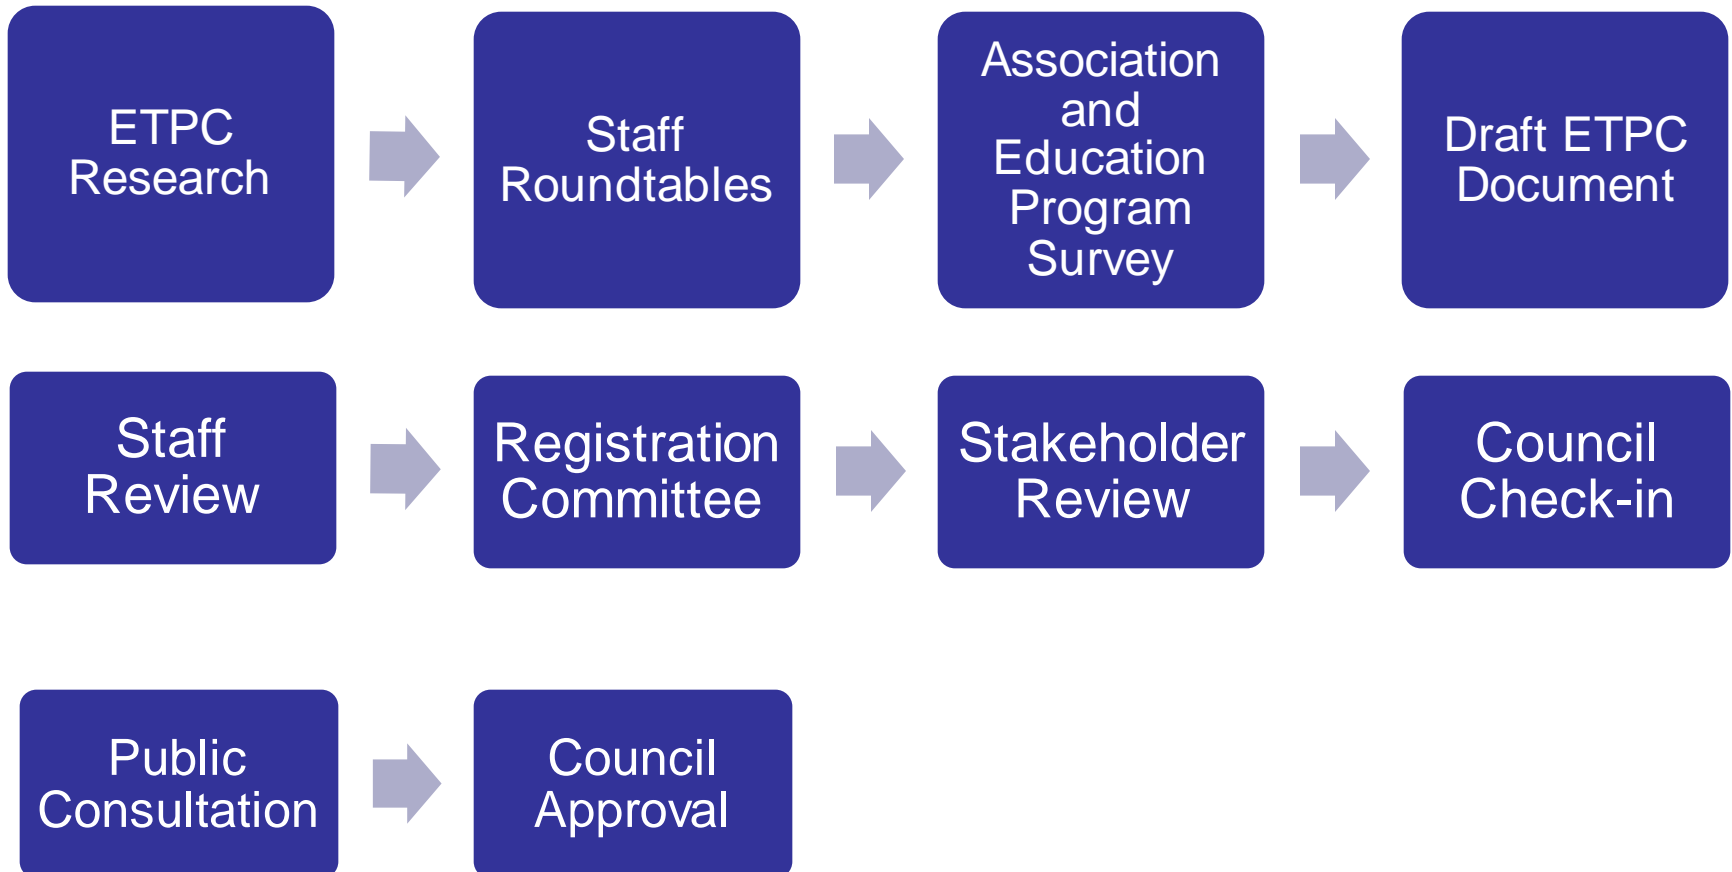 ETPC
Research
Staff
Roundtables
Association
and
Education
Program
Survey
Draft ETPC
Document
Staff
Review
Registration
Committee
Stakeholder
Review
Council
Check-in
Public
Consultation
Council
Approval